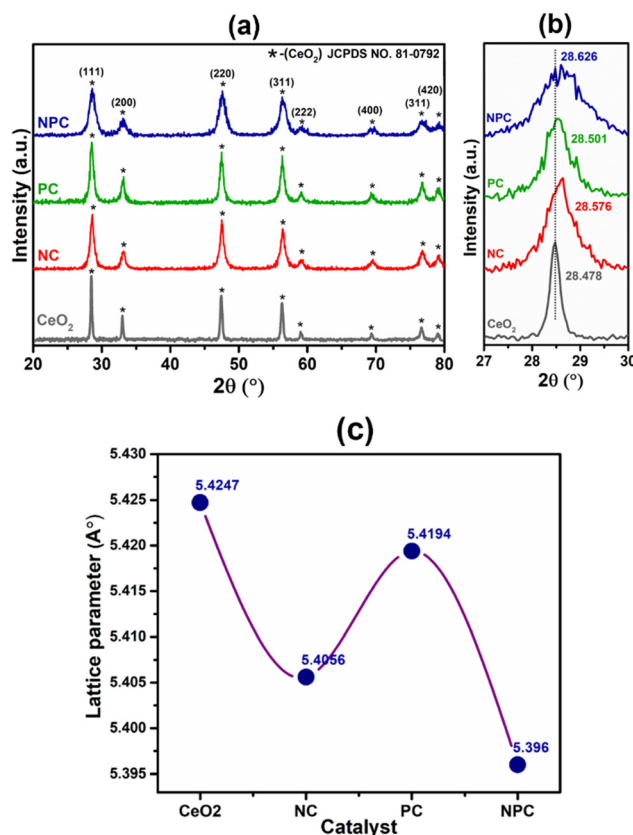 (a)
*-(CeO₂) JCPDS NO. 81-0792
(111)
(200)
(220)
(311)
(222)
(400)
(311)
(420)
NPC
PC
NC
CeO₂
Intensity (a.u.)
20 30 40 50 60 70 80
2θ (°)
(b)
28.626
NPC
28.501
PC
28.576
NC
28.478
CeO₂
Intensity (a.u.)
27 28 29 30
2θ (°)
(c)
5.430
5.425
5.420
5.415
5.410
5.405
5.400
5.395
Lattice parameter (A°)
5.4247
5.4056
5.4194
5.396
CeO2 NC PC NPC
Catalyst